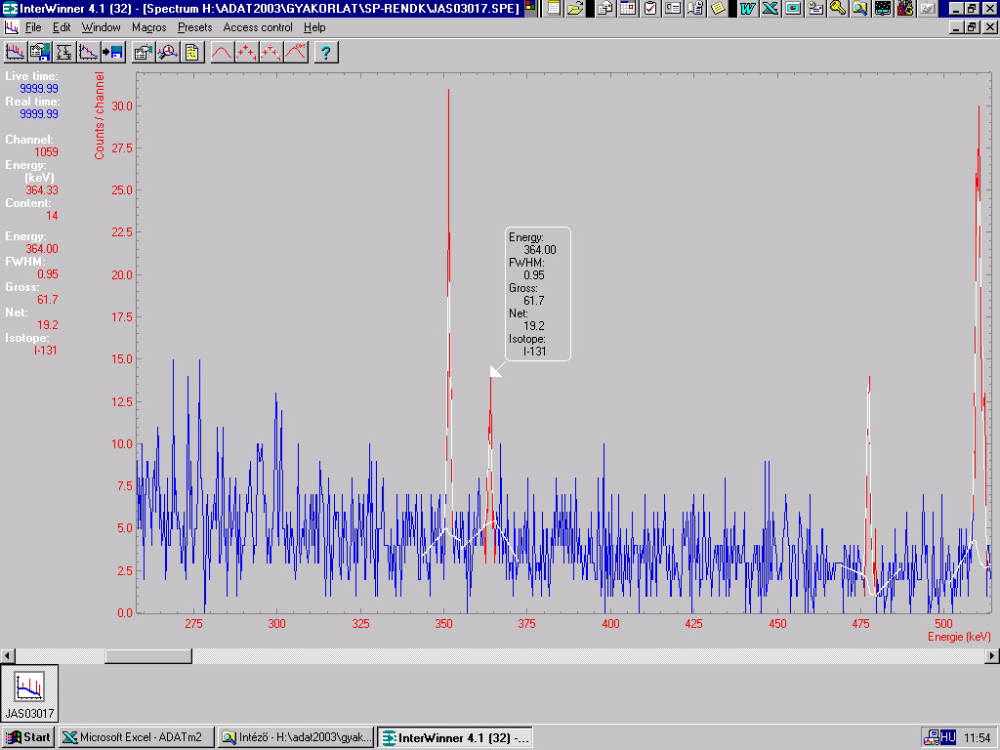 InterWinner 4.1 (32) - [Spectrum H:\ADAT2003\GYAKORLAT\SP-RENDK\JAS03017.SPE]
File Edit Window Macros Presets Access control Help
Live time:
9999.99
Real time:
9999.99
Channel:
1059
Energy:
(keV)
364.33
Content:
14
Energy:
364.00
FWHM:
0.95
Gross:
61.7
Net:
19.2
Isotope:
I-131
Counts / channel
30.0
27.5
25.0
22.5
20.0
17.5
15.0
12.5
10.0
7.5
5.0
2.5
0.0
Energy:
364.00
FWHM:
0.95
Gross:
61.7
Net:
19.2
Isotope:
I-131
275 300 325 350 375 400 425 450 475 500
Energie (keV)
JAS03017
Start Microsoft Excel - ADATm2 Intéző - H:\adat2003\gyak... InterWinner 4.1 (32) -... HU 11:54